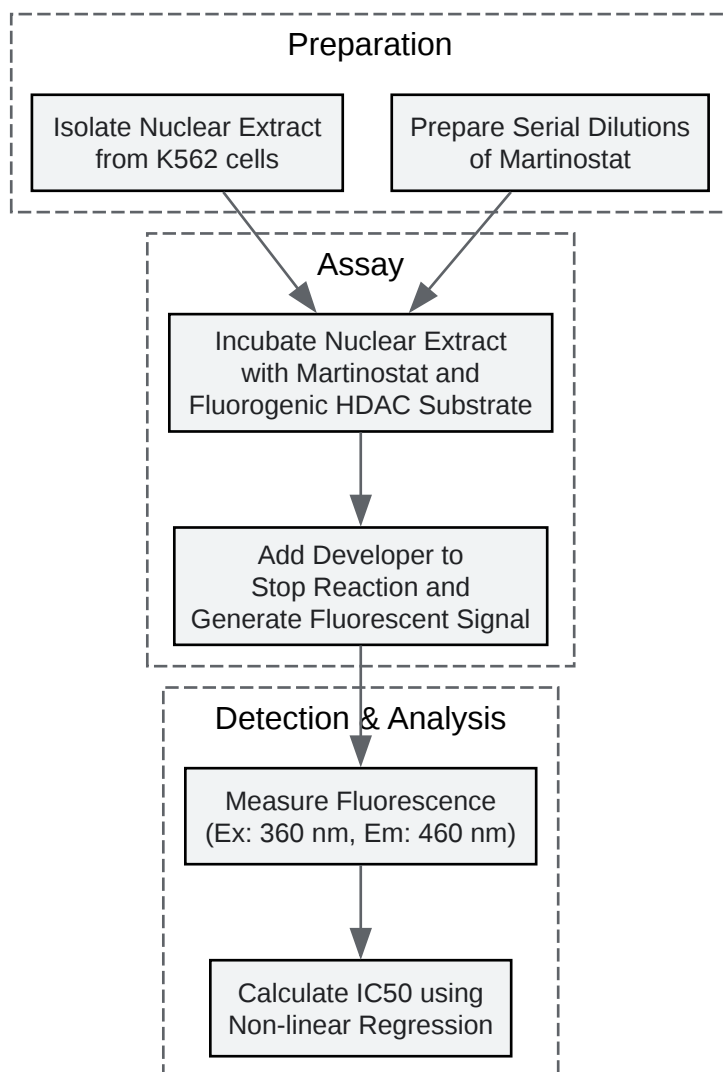 Preparation
Isolate Nuclear Extract
from K562 cells
Prepare Serial Dilutions
of Martinostat
Assay
Incubate Nuclear Extract
with Martinostat and
Fluorogenic HDAC Substrate
Add Developer to
Stop Reaction and
Generate Fluorescent Signal
Detection & Analysis
Measure Fluorescence
(Ex: 360 nm, Em: 460 nm)
Calculate IC50 using
Non-linear Regression